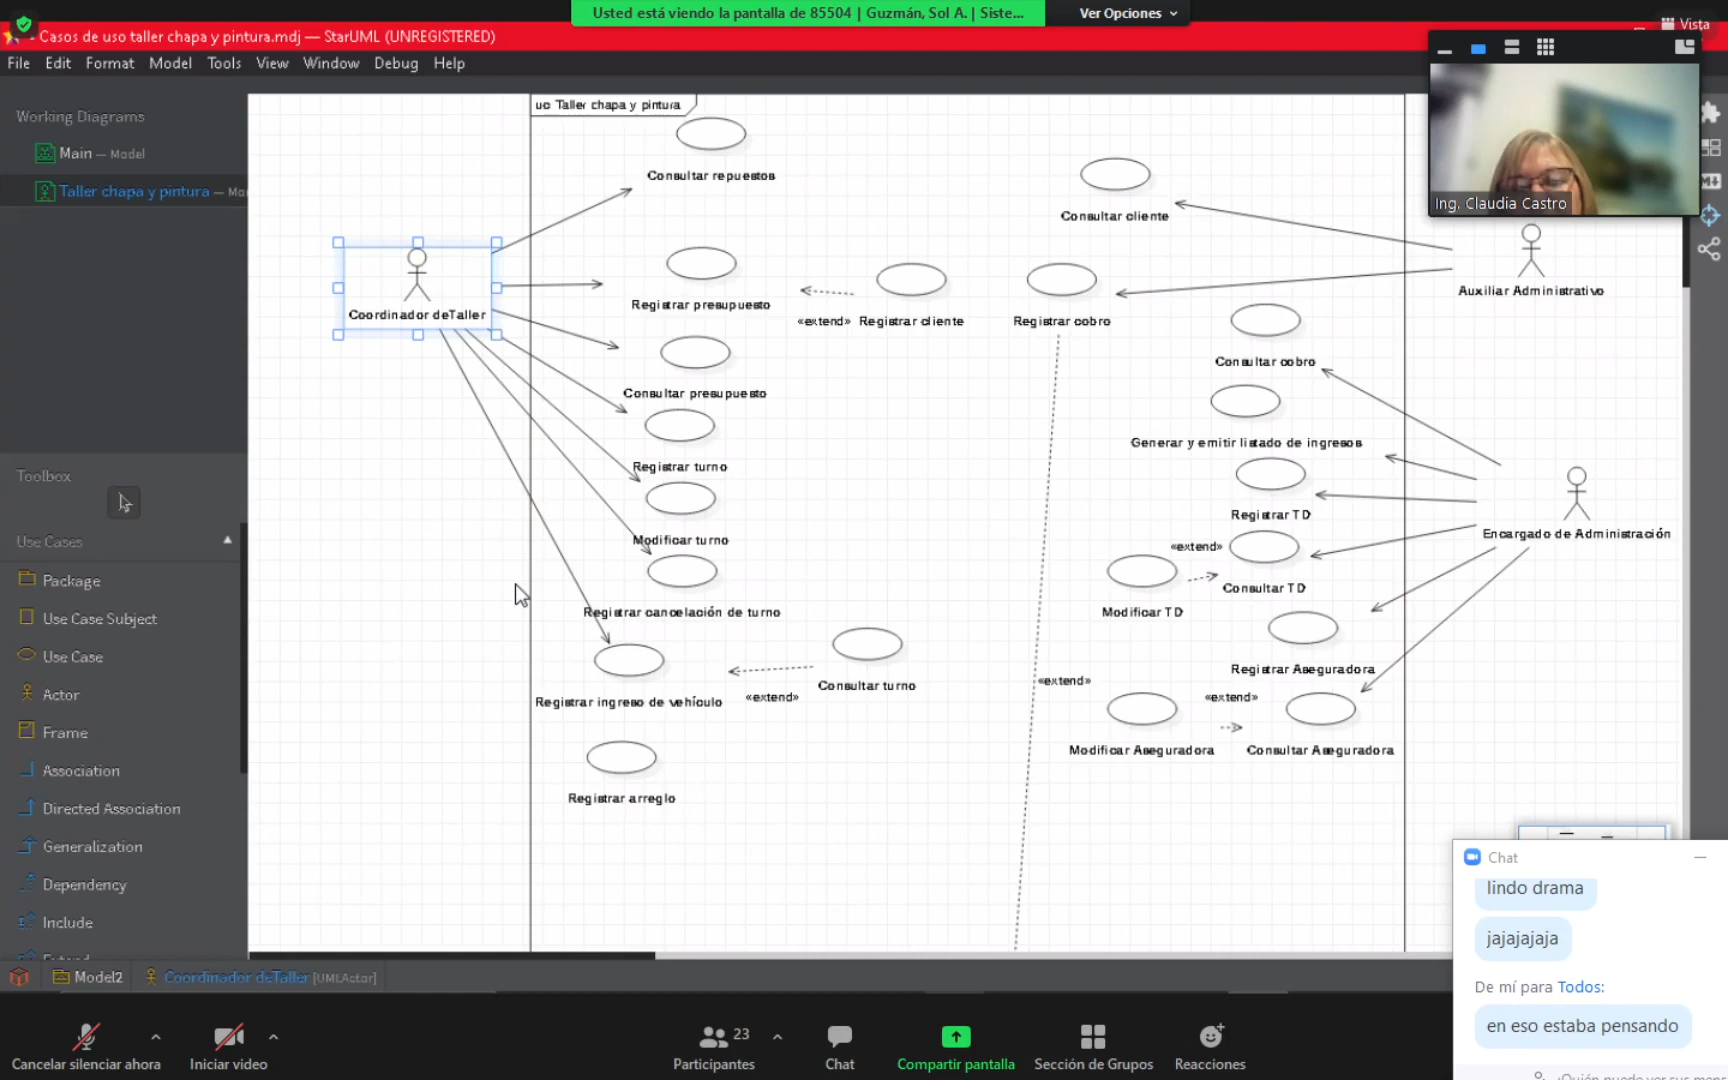 Usted está viendo la pantalla de 85504 | Guzmán, Sol A. | Siste...
Ver Opciones
Vista
Casos de uso taller chapa y pintura.mdj — StarUML (UNREGISTERED)
File Edit Format Model Tools View Window Debug Help
Working Diagrams
Main — Model
Taller chapa y pintura — Mo
Toolbox
Use Cases
Package
Use Case Subject
Use Case
Actor
Frame
Association
Directed Association
Generalization
Dependency
Include
Extend
uc Taller chapa y pintura
Consultar repuestos
Consultar cliente
Coordinador deTaller
Registrar presupuesto
«extend»
Registrar cliente
Registrar cobro
Auxiliar Administrativo
Consultar cobro
Consultar presupuesto
Generar y emitir listado de ingresos
Registrar turno
Registrar TD
Encargado de Administración
Modificar turno
«extend»
Consultar TD
Modificar TD
Registrar cancelación de turno
Registrar Aseguradora
Consultar turno
«extend»
«extend»
«extend»
Registrar ingreso de vehículo
Modificar Aseguradora
Consultar Aseguradora
Registrar arreglo
Ing. Claudia Castro
Chat
lindo drama
jajajajaja
De mí para Todos:
en eso estaba pensando
Model2
Coordinador deTaller [UMLActor]
Cancelar silenciar ahora
Iniciar video
23
Participantes
Chat
Compartir pantalla
Sección de Grupos
Reacciones